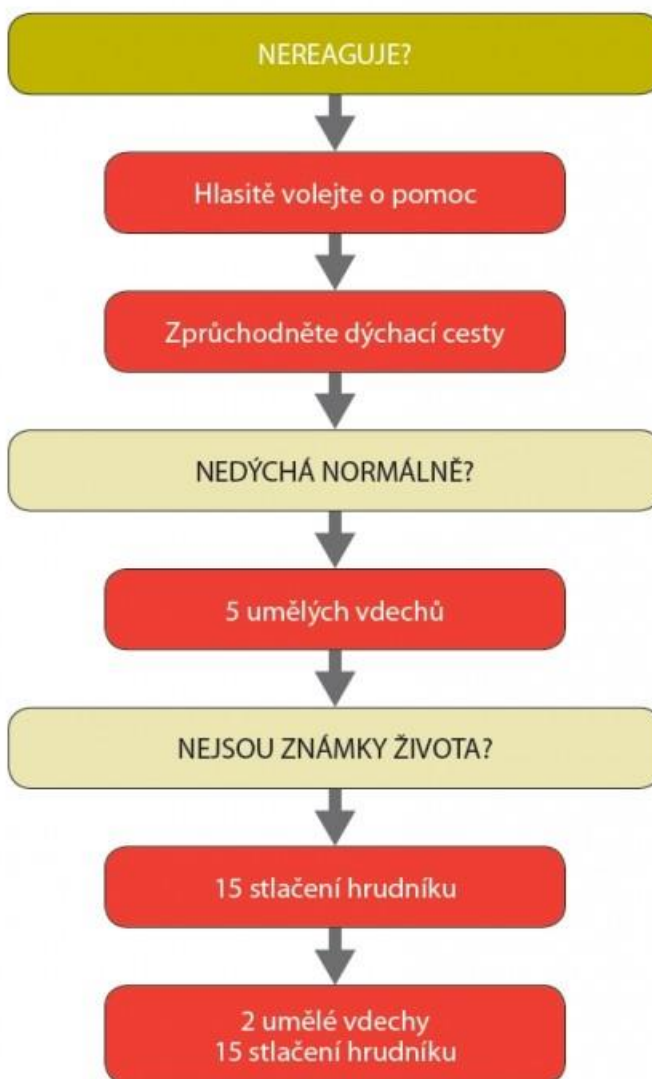 NEREAGUJE?
Hlasitě volejte o pomoc
Zprůchodněte dýchací cesty
NEDÝCHÁ NORMÁLNĚ?
5 umělých vdechů
NEJSOU ZNÁMKY ŽIVOTA?
15 stlačení hrudníku
2 umělé vdechy
15 stlačení hrudníku